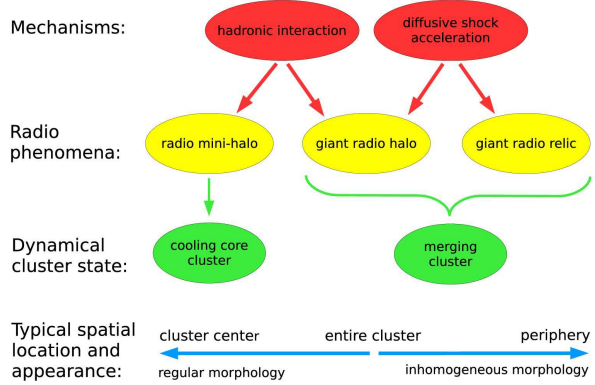 Mechanisms:
hadronic interaction
diffusive shock
acceleration
Radio
phenomena:
radio mini-halo
giant radio halo
giant radio relic
Dynamical
cluster state:
cooling core
cluster
merging
cluster
Typical spatial
location and
appearance:
cluster center
entire cluster
periphery
regular morphology
inhomogeneous morphology